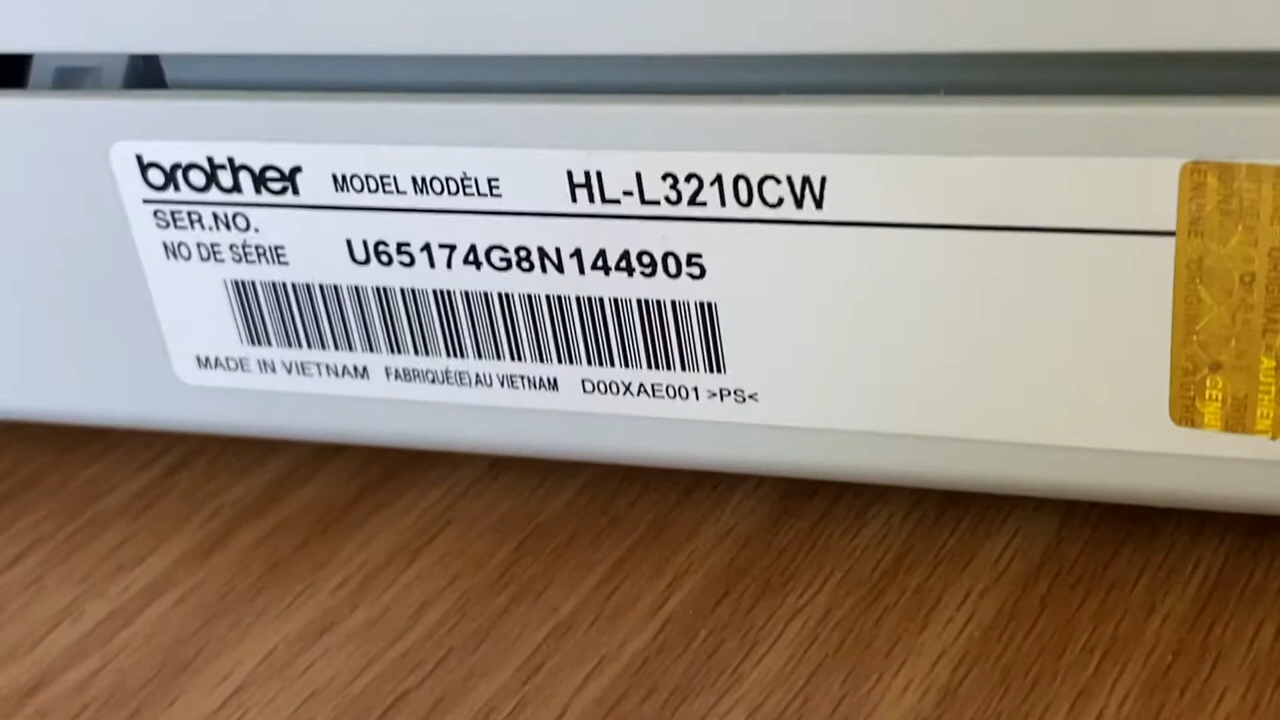 brother MODEL MODÈLE HL-L3210CW
SER.NO.
NO DE SÉRIE U65174G8N144905
MADE IN VIETNAM FABRIQUÉ(E) AU VIETNAM D00XAE001 >PS<
AUTHENT